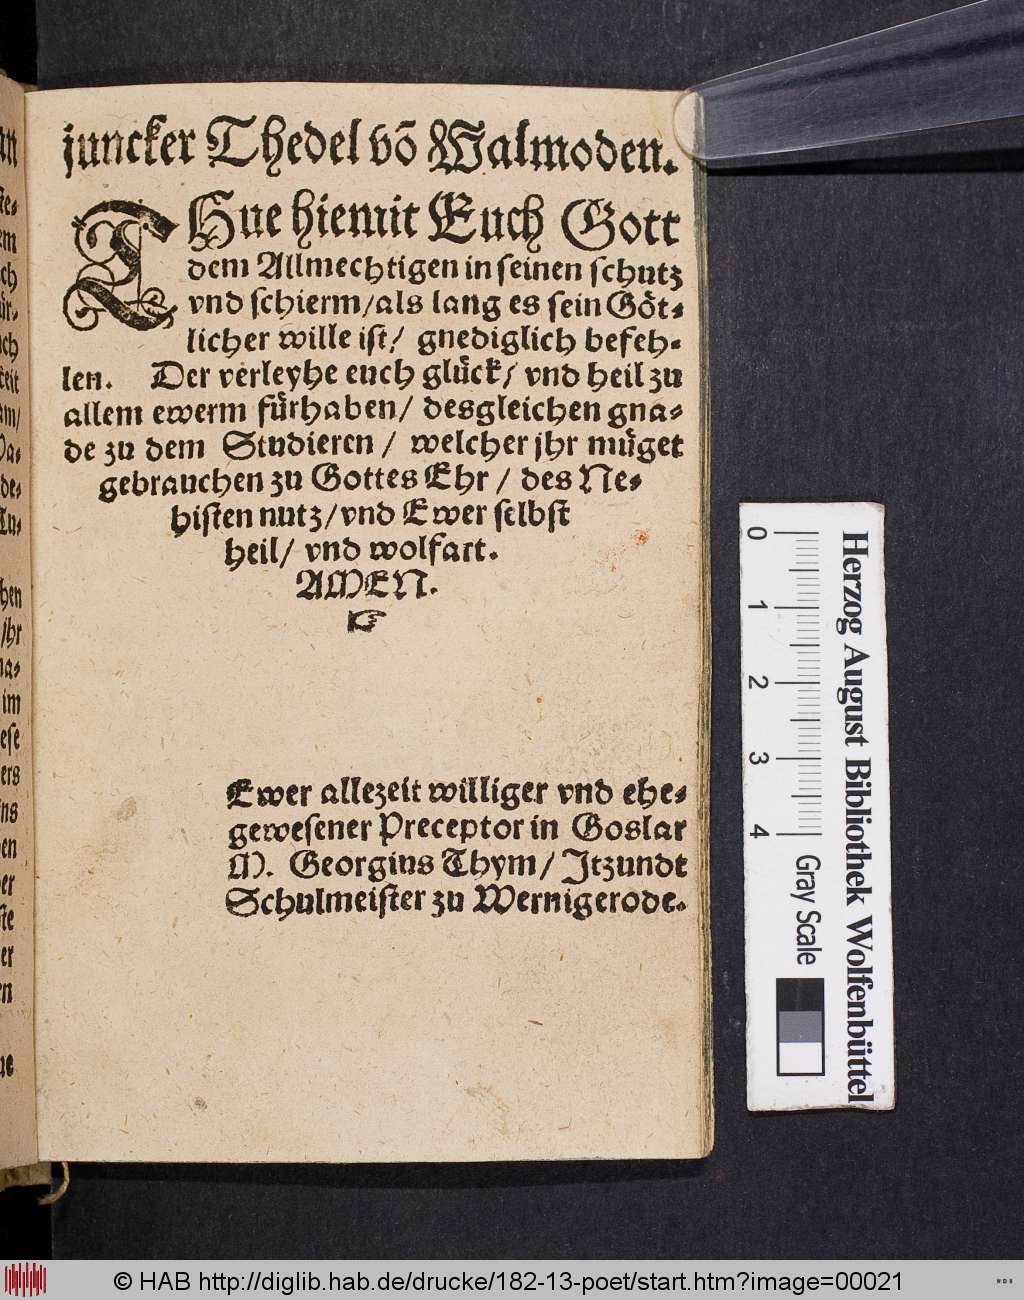 juncker Thedel vō Walmoden.
THue hiemit Euch Gott
dem Allmechtigen in seinen schutz
vnd schierm/als lang es sein Göt-
licher wille ist/ gnediglich befeh-
len. Der verleyhe euch glück/ vnd heil zu
allem ewerm fürhaben/ desgleichen gna-
de zu dem Studieren / welcher jhr müget
gebrauchen zu Gottes Ehr / des Ne-
histen nutz/vnd Ewer selbst
heil/ vnd wolfart.
AMEN.
Ewer allezeit williger vnd ehe-
gewesener Preceptor in Goslar
M. Georgius Thym/ Jtzundt
Schulmeister zu Wernigerode.
Herzog August Bibliothek Wolfenbüttel
0 1 2 3 4 Gray Scale
© HAB http://diglib.hab.de/drucke/182-13-poet/start.htm?image=00021